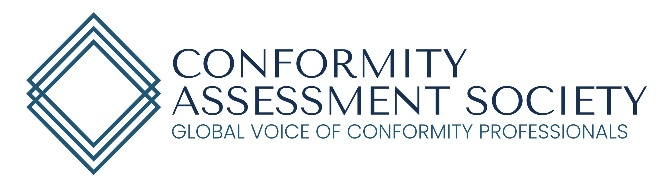 CONFORMITY
ASSESSMENT SOCIETY
GLOBAL VOICE OF CONFORMITY PROFESSIONALS